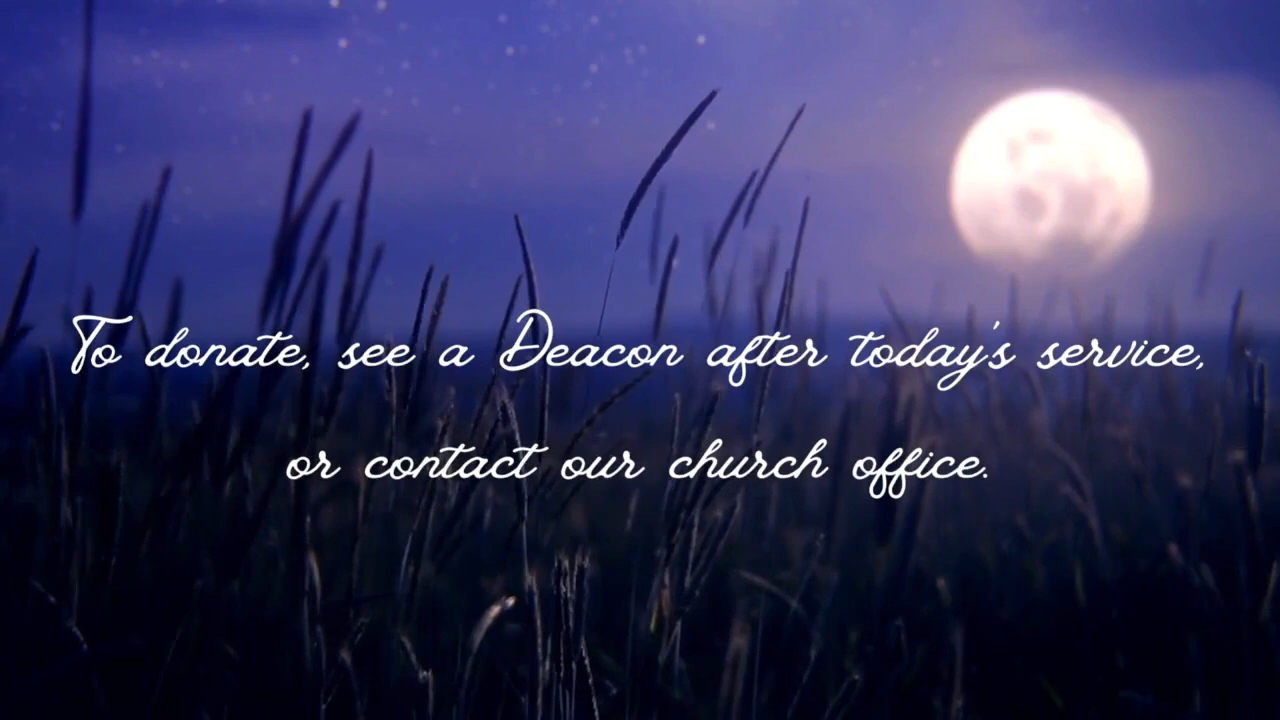 To donate, see a Deacon after today's service,
or contact our church office.